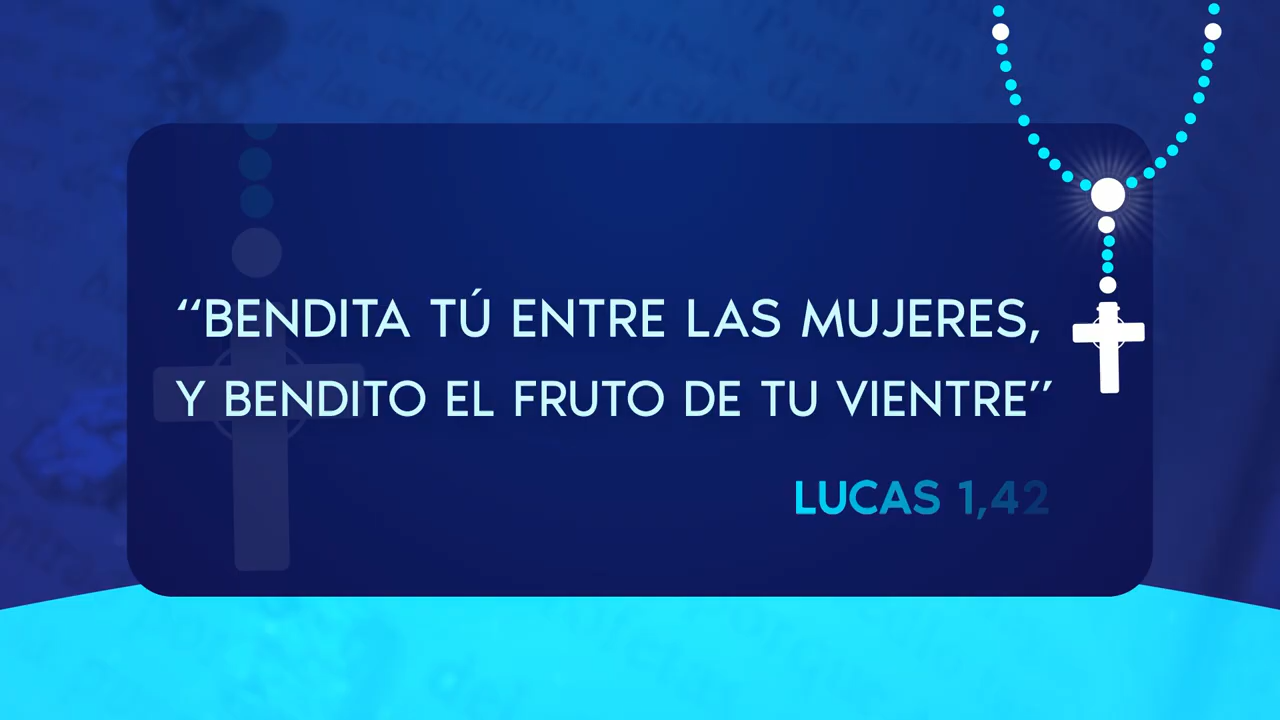 “BENDITA TÚ ENTRE LAS MUJERES,
Y BENDITO EL FRUTO DE TU VIENTRE”
LUCAS 1,42